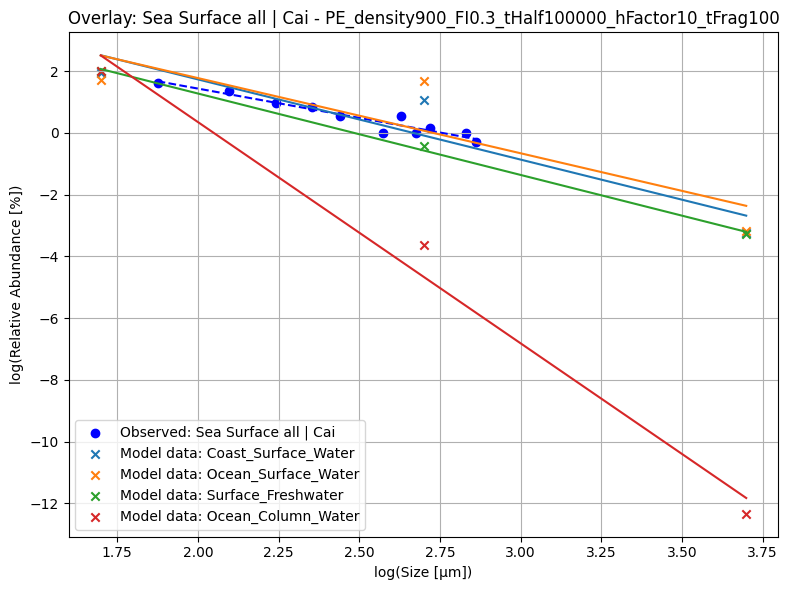 Overlay: Sea Surface all | Cai - PE_density900_FI0.3_tHalf100000_hFactor10_tFrag100
log(Relative Abundance [%])
2
0
−2
−4
−6
−8
−10
−12
Observed: Sea Surface all | Cai
Model data: Coast_Surface_Water
Model data: Ocean_Surface_Water
Model data: Surface_Freshwater
Model data: Ocean_Column_Water
1.75 2.00 2.25 2.50 2.75 3.00 3.25 3.50 3.75
log(Size [μm])